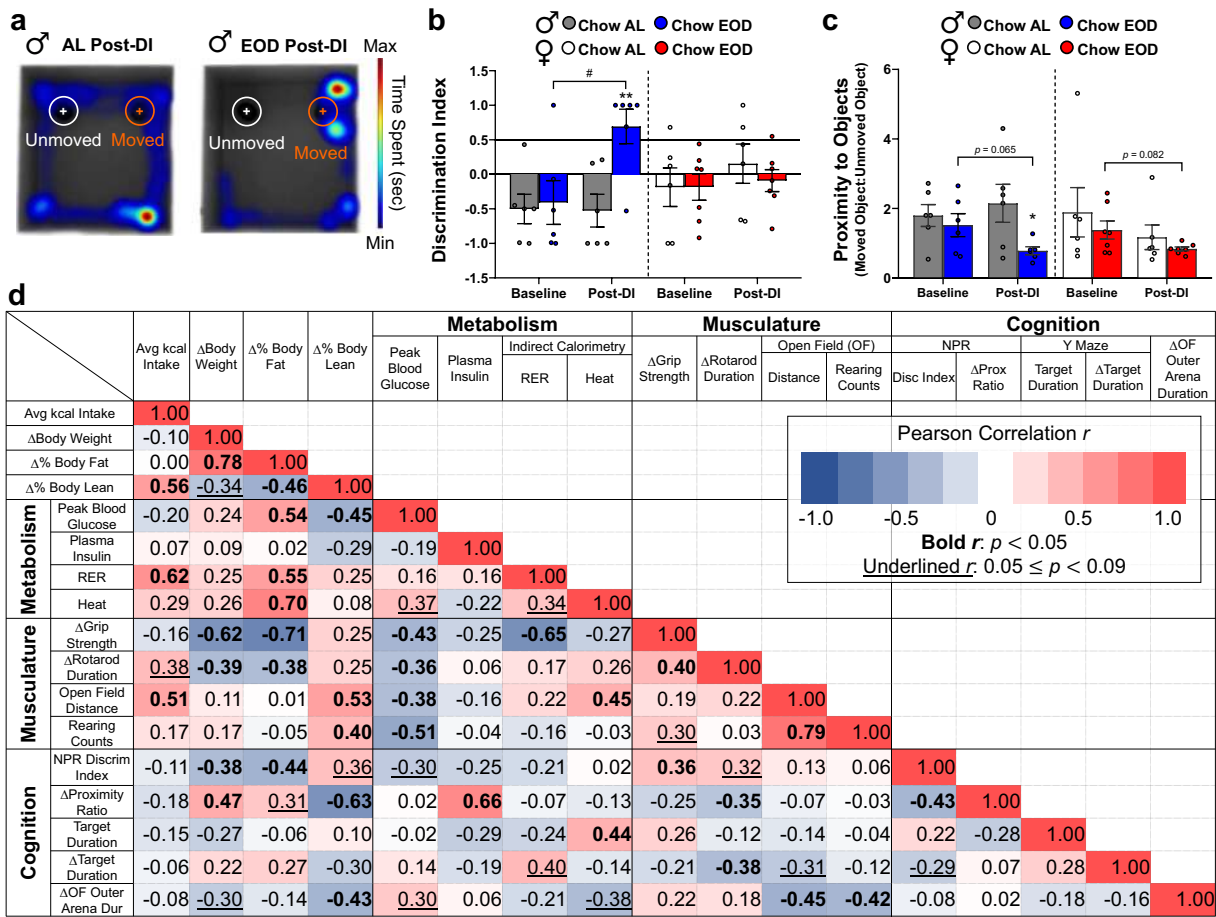 a
♂ AL Post-DI
♂ EOD Post-DI
Unmoved
Moved
Unmoved
Moved
Max
Time Spent (sec)
Min
b
♂ Chow AL Chow EOD
♀ Chow AL Chow EOD
Discrimination Index
1.5
1.0
0.5
0.0
-0.5
-1.0
-1.5
#
**
Baseline Post-DI Baseline Post-DI
c
♂ Chow AL Chow EOD
♀ Chow AL Chow EOD
Proximity to Objects
(Moved Object:Unmoved Object)
6
4
2
0
p = 0.065
p = 0.082
*
Baseline Post-DI Baseline Post-DI
d
Metabolism Musculature Cognition
Avg kcal Intake ΔBody Weight Δ% Body Fat Δ% Body Lean Peak Blood Glucose Plasma Insulin Indirect Calorimetry RER Heat ΔGrip Strength ΔRotarod Duration Open Field (OF) Distance Rearing Counts NPR Disc Index ΔProx Ratio Y Maze Target Duration ΔTarget Duration ΔOF Outer Arena Duration
Avg kcal Intake 1.00
ΔBody Weight -0.10 1.00
Δ% Body Fat 0.00 0.78 1.00
Δ% Body Lean 0.56 -0.34 -0.46 1.00
Metabolism
Peak Blood Glucose -0.20 0.24 0.54 -0.45 1.00
Plasma Insulin 0.07 0.09 0.02 -0.29 -0.19 1.00
RER 0.62 0.25 0.55 0.25 0.16 0.16 1.00
Heat 0.29 0.26 0.70 0.08 0.37 -0.22 0.34 1.00
Musculature
ΔGrip Strength -0.16 -0.62 -0.71 0.25 -0.43 -0.25 -0.65 -0.27 1.00
ΔRotarod Duration 0.38 -0.39 -0.38 0.25 -0.36 0.06 0.17 0.26 0.40 1.00
Open Field Distance 0.51 0.11 0.01 0.53 -0.38 -0.16 0.22 0.45 0.19 0.22 1.00
Rearing Counts 0.17 0.17 -0.05 0.40 -0.51 -0.04 -0.16 -0.03 0.30 0.03 0.79 1.00
Cognition
NPR Discrim Index -0.11 -0.38 -0.44 0.36 -0.30 -0.25 -0.21 0.02 0.36 0.32 0.13 0.06 1.00
ΔProximity Ratio -0.18 0.47 0.31 -0.63 0.02 0.66 -0.07 -0.13 -0.25 -0.35 -0.07 -0.03 -0.43 1.00
Target Duration -0.15 -0.27 -0.06 0.10 -0.02 -0.29 -0.24 0.44 0.26 -0.12 -0.14 -0.04 0.22 -0.28 1.00
ΔTarget Duration -0.06 0.22 0.27 -0.30 0.14 -0.19 0.40 -0.14 -0.21 -0.38 -0.31 -0.12 -0.29 0.07 0.28 1.00
ΔOF Outer Arena Dur -0.08 -0.30 -0.14 -0.43 0.30 0.06 -0.21 -0.38 0.22 0.18 -0.45 -0.42 -0.08 0.02 -0.18 -0.16 1.00
Pearson Correlation r
-1.0 -0.5 0 0.5 1.0
Bold r: p < 0.05
Underlined r: 0.05 ≤ p < 0.09